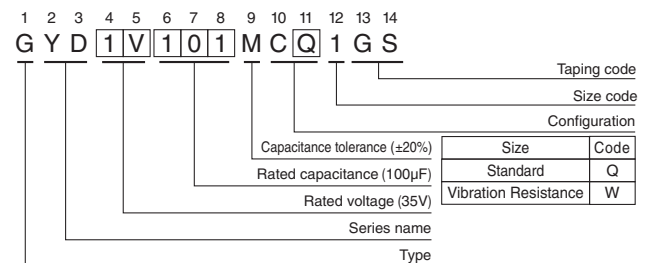 1 2 3 4 5 6 7 8 9 10 11 12 13 14
G Y D 1 V 1 0 1 M C Q 1 G S
Taping code
Size code
Configuration
Capacitance tolerance (±20%)
Rated capacitance (100µF)
Rated voltage (35V)
Series name
Type
Size Code
Standard Q
Vibration Resistance W